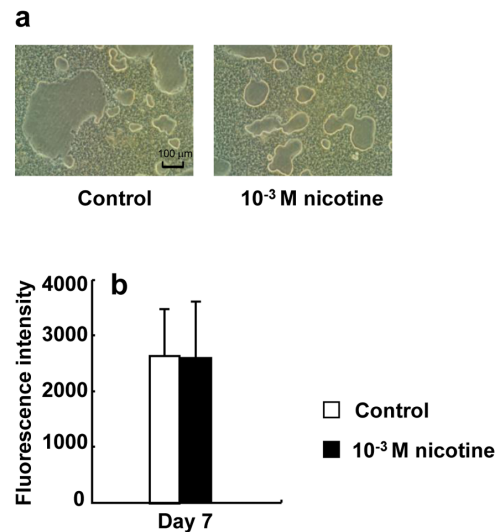 a
100 μm
Control
10⁻³ M nicotine
b
Fluorescence intensity
4000
3000
2000
1000
0
Day 7
Control
10⁻³ M nicotine